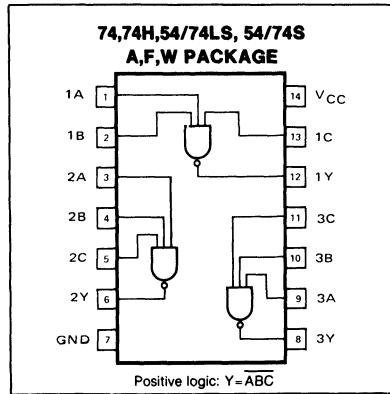 74,74H,54/74LS, 54/74S
A,F,W PACKAGE
1A 1 14 VCC
1B 2 13 1C
2A 3 12 1Y
2B 4 11 3C
2C 5 10 3B
2Y 6 9 3A
GND 7 8 3Y
Positive logic: Y=A̅B̅C̅